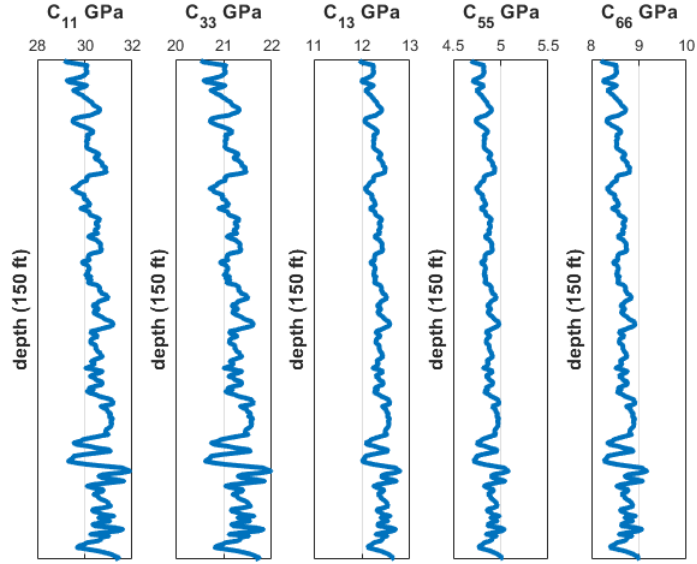 C11 GPa C33 GPa C13 GPa C55 GPa C66 GPa
28 30 32 20 21 22 11 12 13 4.5 5 5.5 8 9 10
depth (150 ft) depth (150 ft) depth (150 ft) depth (150 ft) depth (150 ft)